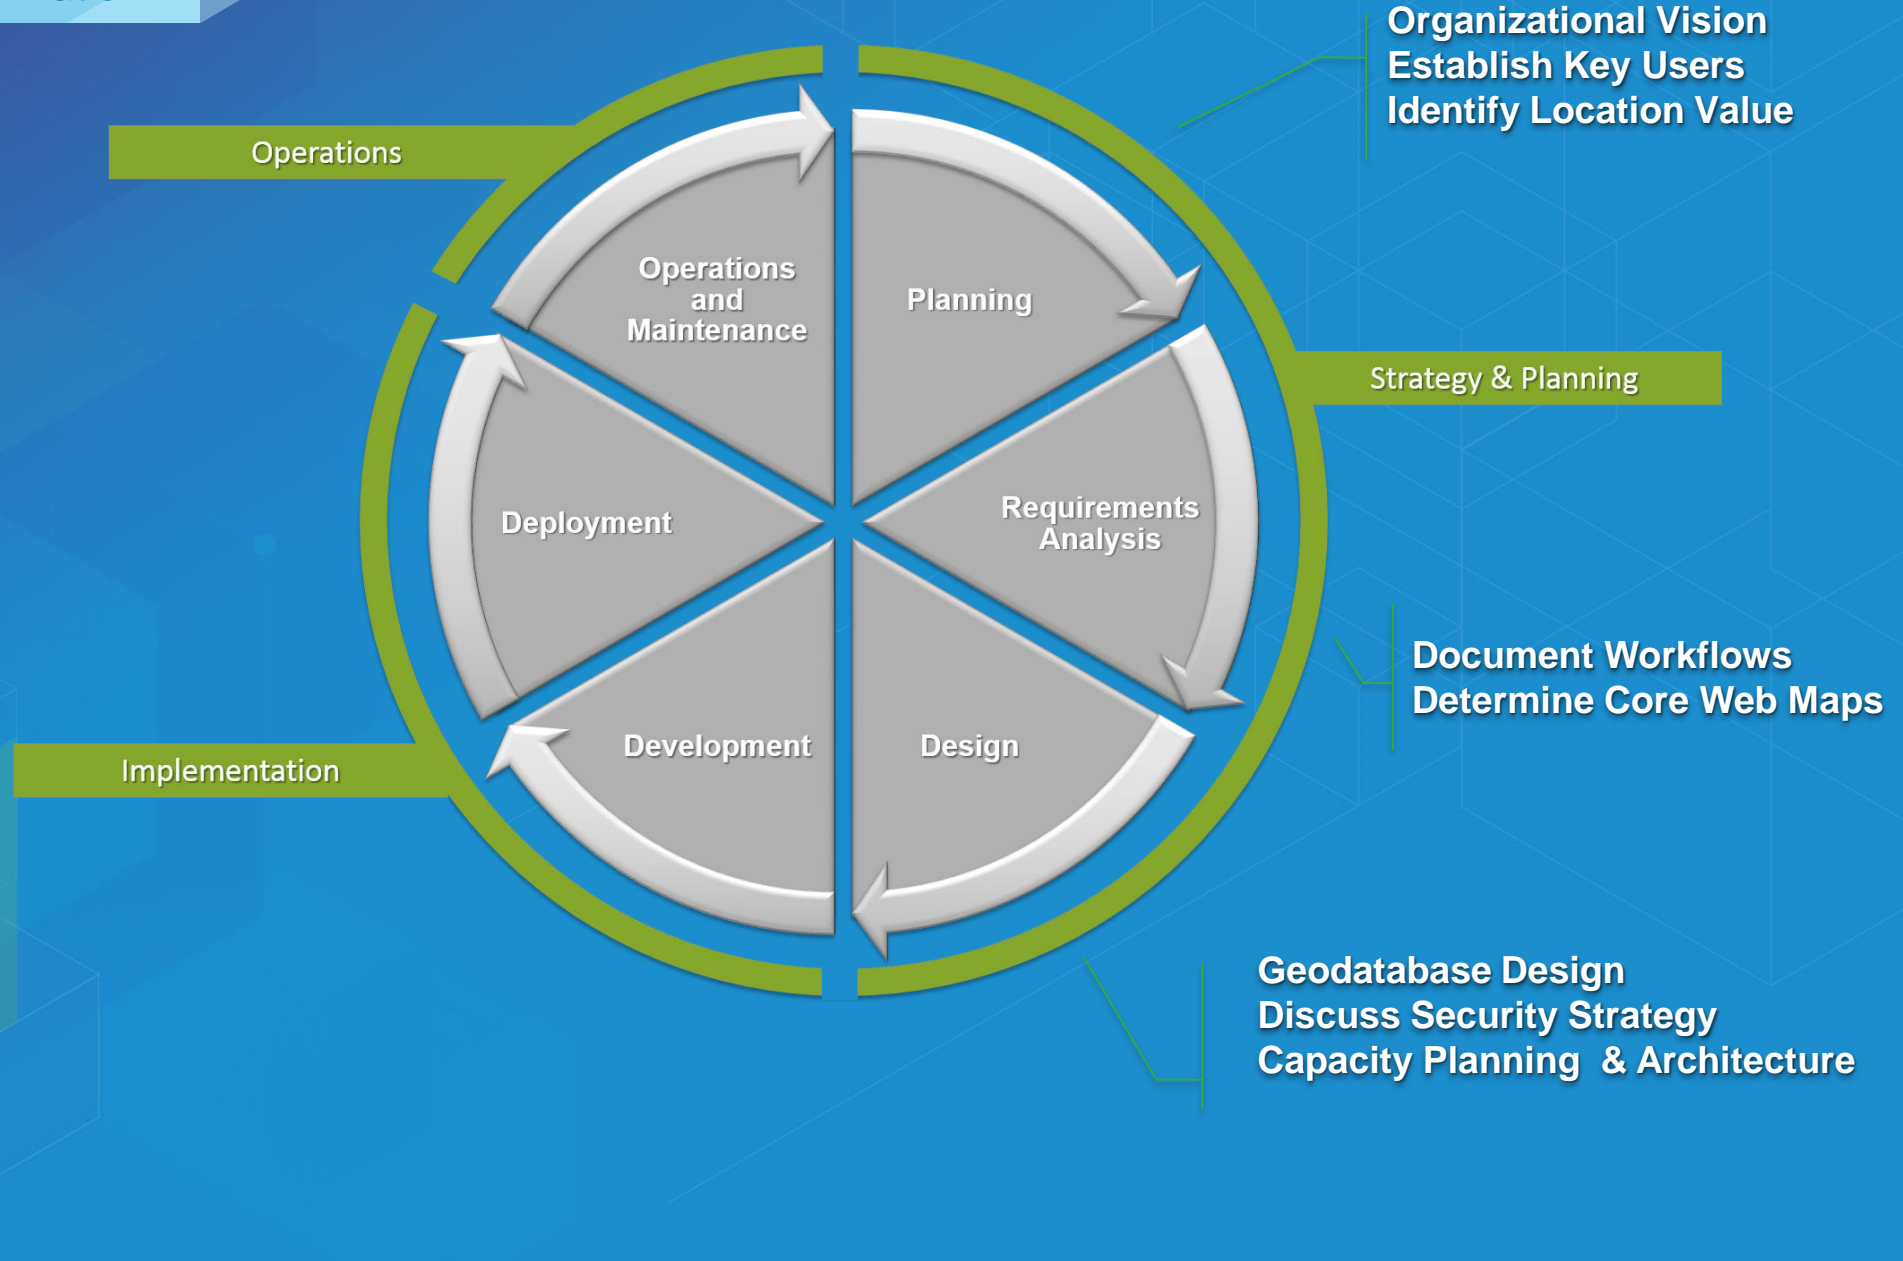 Organizational Vision
Establish Key Users
Identify Location Value
Operations
Operations
and
Maintenance
Planning
Strategy & Planning
Deployment
Requirements
Analysis
Document Workflows
Determine Core Web Maps
Development
Design
Implementation
Geodatabase Design
Discuss Security Strategy
Capacity Planning & Architecture